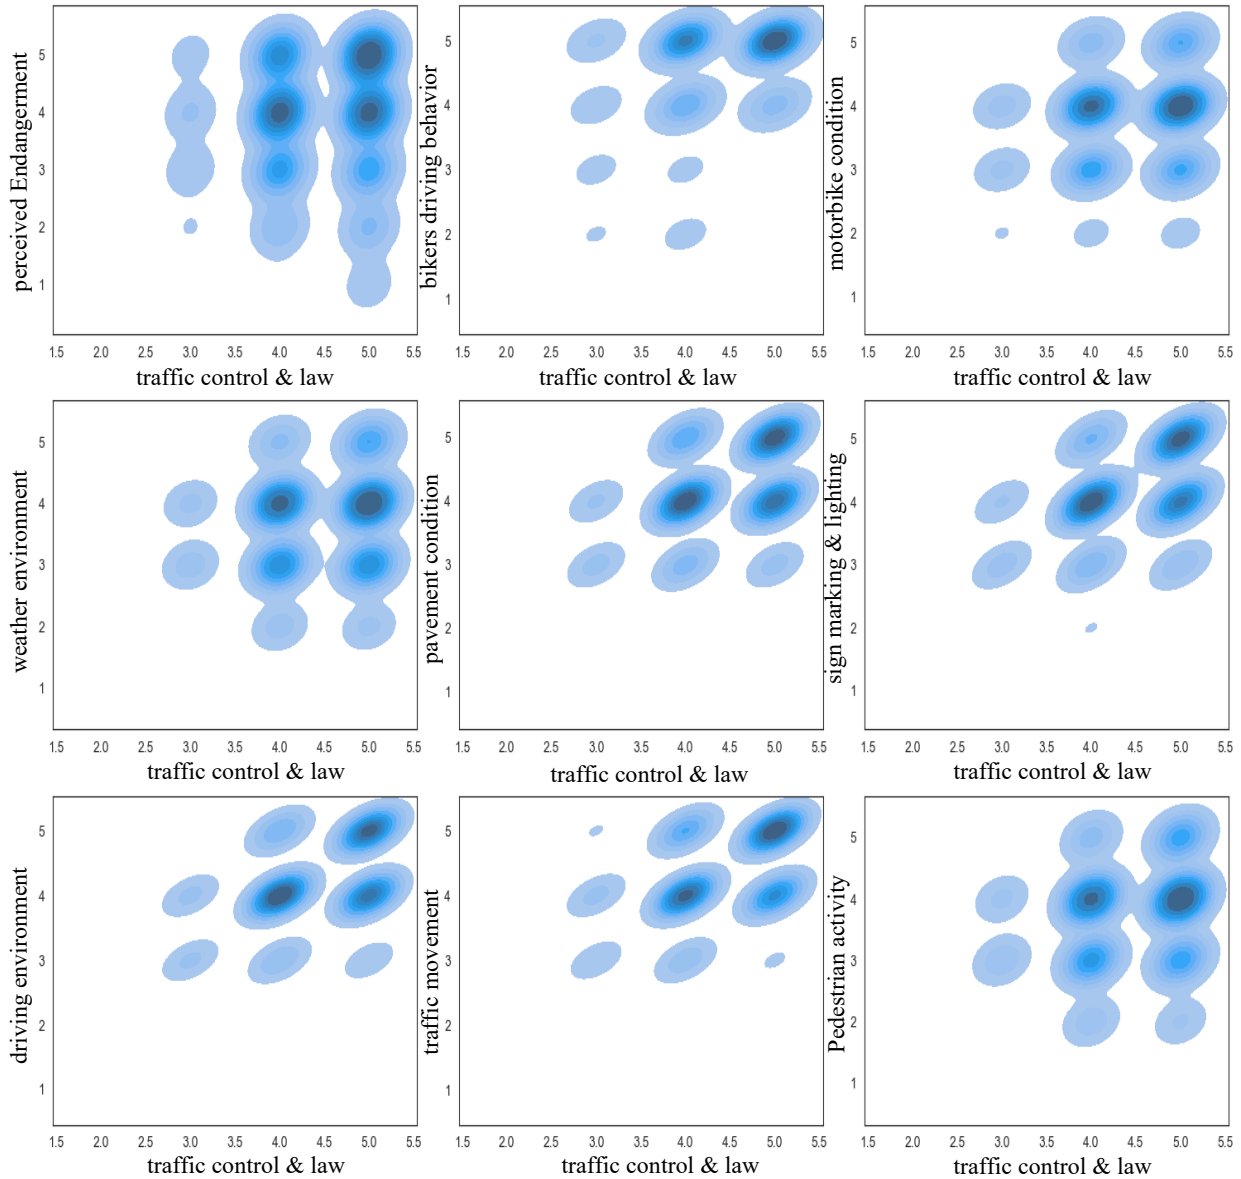 perceived Endangerment
5
4
3
2
1
1.5 2.0 2.5 3.0 3.5 4.0 4.5 5.0 5.5
traffic control & law
bikers driving behavior
5
4
3
2
1
1.5 2.0 2.5 3.0 3.5 4.0 4.5 5.0 5.5
traffic control & law
motorbike condition
5
4
3
2
1
1.5 2.0 2.5 3.0 3.5 4.0 4.5 5.0 5.5
traffic control & law
weather environment
5
4
3
2
1
1.5 2.0 2.5 3.0 3.5 4.0 4.5 5.0 5.5
traffic control & law
pavement condition
5
4
3
2
1
1.5 2.0 2.5 3.0 3.5 4.0 4.5 5.0 5.5
traffic control & law
sign marking & lighting
5
4
3
2
1
1.5 2.0 2.5 3.0 3.5 4.0 4.5 5.0 5.5
traffic control & law
driving environment
5
4
3
2
1
1.5 2.0 2.5 3.0 3.5 4.0 4.5 5.0 5.5
traffic control & law
traffic movement
5
4
3
2
1
1.5 2.0 2.5 3.0 3.5 4.0 4.5 5.0 5.5
traffic control & law
Pedestrian activity
5
4
3
2
1
1.5 2.0 2.5 3.0 3.5 4.0 4.5 5.0 5.5
traffic control & law